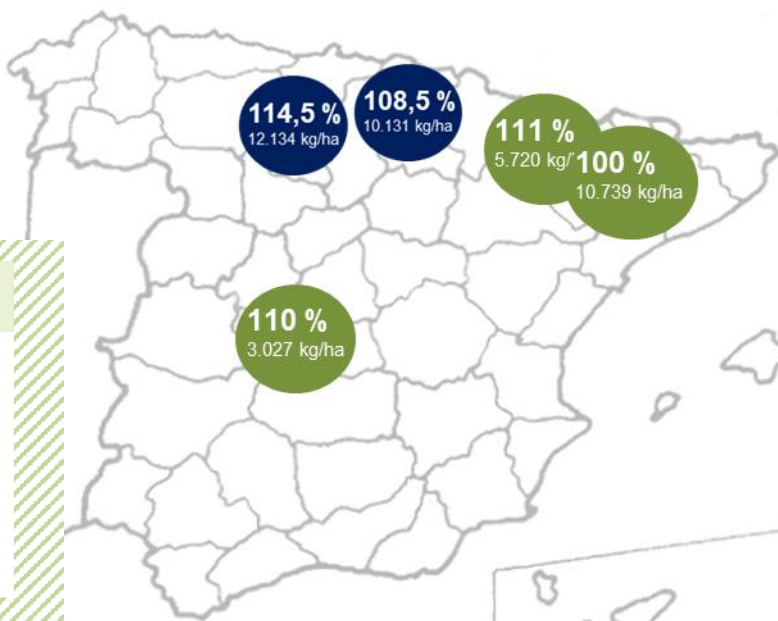 114,5 %
12.134 kg/ha
108,5 %
10.131 kg/ha
111 %
5.720 kg/
100 %
10.739 kg/ha
110 %
3.027 kg/ha